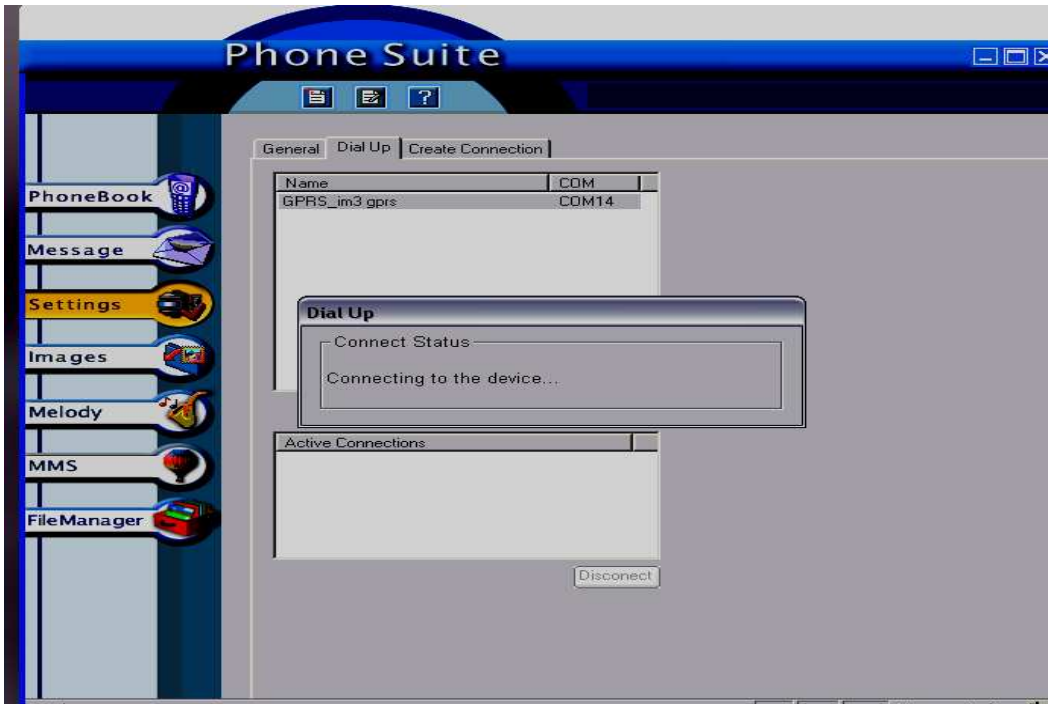 Phone Suite
General Dial Up Create Connection
Name COM
GPRS_im3 gprs COM14
PhoneBook
Message
Settings
Images
Melody
MMS
FileManager
Dial Up
Connect Status
Connecting to the device...
Active Connections
Disconect